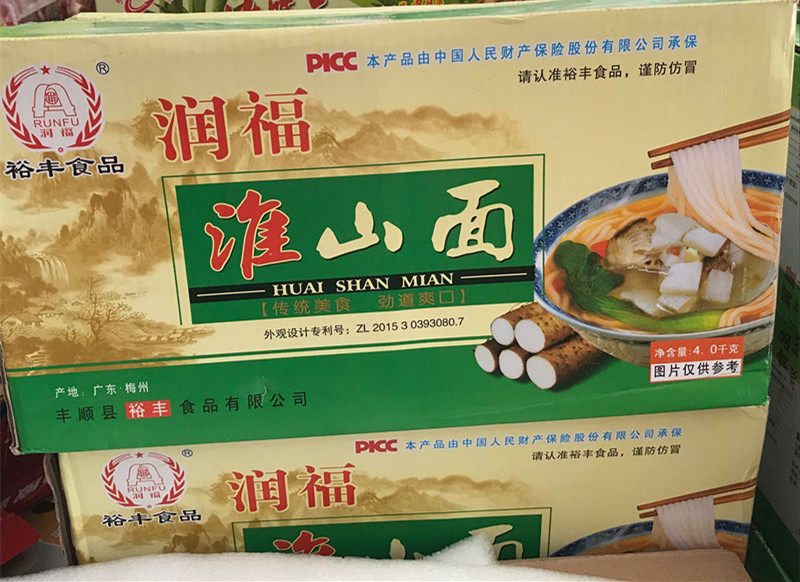 PICC 本产品由中国人民财产保险股份有限公司承保
请认准裕丰食品，谨防仿冒
®
RUNFU
润福
裕丰食品
润福
淮山面
HUAI SHAN MIAN
【传统美食 劲道爽口】
外观设计专利号：ZL 2015 3 0393080.7
净含量:4.0千克
图片仅供参考
产地：广东·梅州
丰顺县裕丰食品有限公司
PICC 本产品由中国人民财产保险股份有限公司承保
请认准裕丰食品，谨防仿冒
®
RUNFU
润福
裕丰食品
润福
淮山面